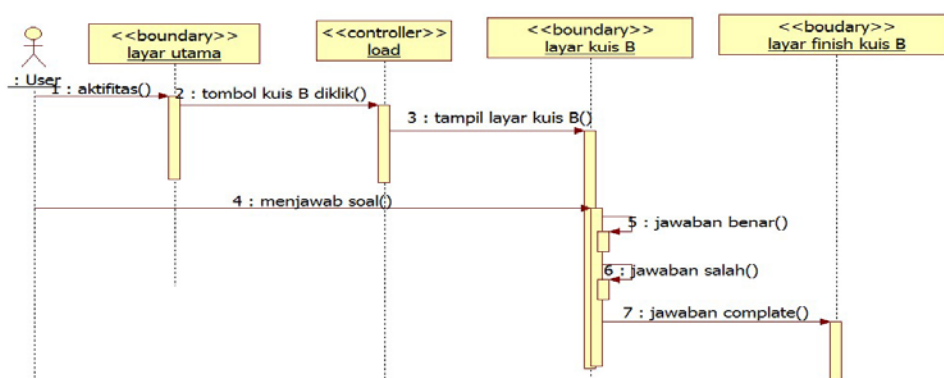 <<boundary>>
layar utama
<<controller>>
load
<<boundary>>
layar kuis B
<<boudary>>
layar finish kuis B
: User
1 : aktifitas()
2 : tombol kuis B diklik()
3 : tampil layar kuis B()
4 : menjawab soal()
5 : jawaban benar()
6 : jawaban salah()
7 : jawaban complate()